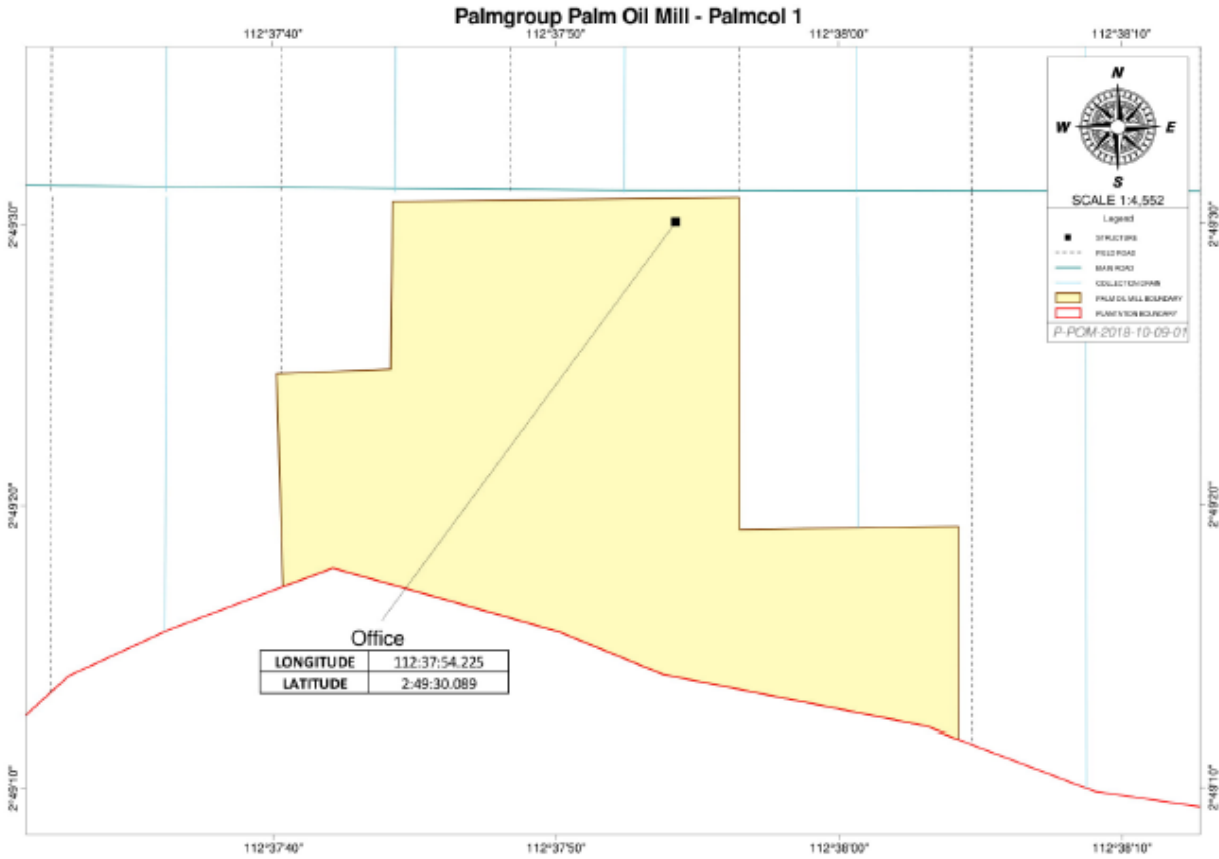 Palmgroup Palm Oil Mill - Palmcol 1
112°37'40" 112°37'50" 112°38'00" 112°38'10"
N
W E
S
SCALE 1:4,552
Legend
STRUCTURE
FIELD ROAD
MAIN ROAD
COLLECTION DRAIN
PALM OIL MILL BOUNDARY
PLANTATION BOUNDARY
P-POM-2018-10-09-01
2°49'30" 2°49'30"
2°49'20" 2°49'20"
2°49'10" 2°49'10"
Office
LONGITUDE 112:37:54.225
LATITUDE 2:49:30.089
112°37'40" 112°37'50" 112°38'00" 112°38'10"